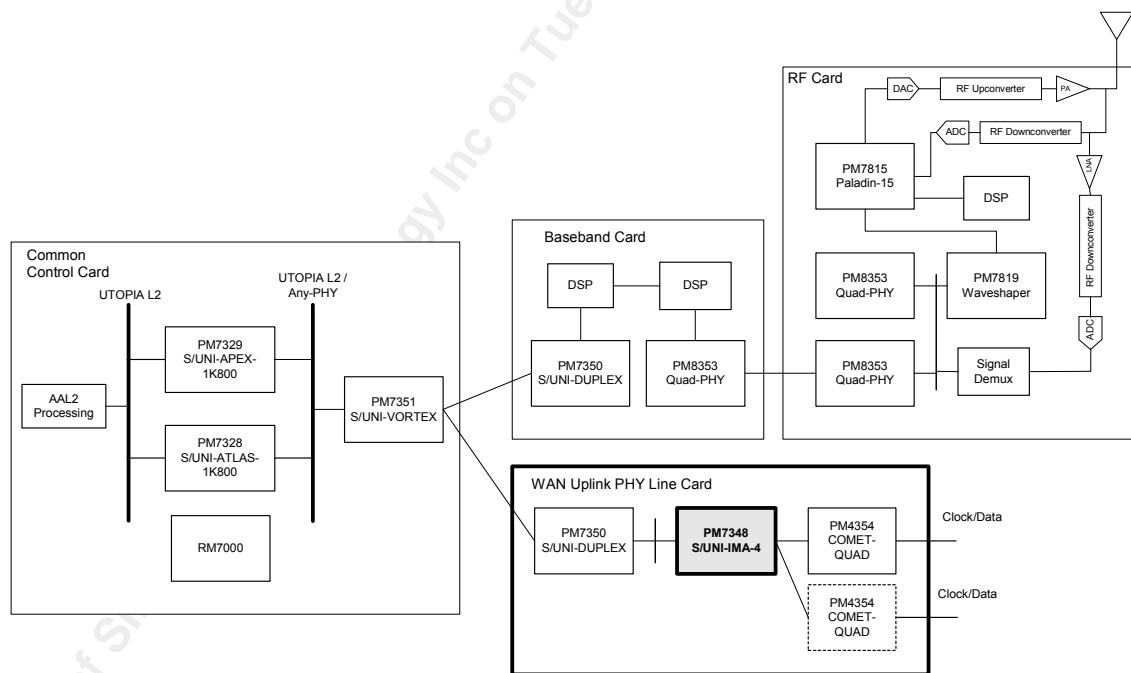 RF Card
DAC
RF Upconverter
PA
ADC
RF Downconverter
LNA
PM7815
Paladin-15
DSP
RF Downconverter
PM8353
Quad-PHY
PM7819
Waveshaper
ADC
PM8353
Quad-PHY
Signal
Demux
Baseband Card
DSP
DSP
PM7350
S/UNI-DUPLEX
PM8353
Quad-PHY
Common
Control Card
UTOPIA L2
UTOPIA L2 /
Any-PHY
PM7329
S/UNI-APEX-
1K800
AAL2
Processing
PM7351
S/UNI-VORTEX
PM7328
S/UNI-ATLAS-
1K800
RM7000
WAN Uplink PHY Line Card
PM7350
S/UNI-DUPLEX
PM7348
S/UNI-IMA-4
PM4354
COMET-
QUAD
Clock/Data
PM4354
COMET-
QUAD
Clock/Data
gy Inc on Tue